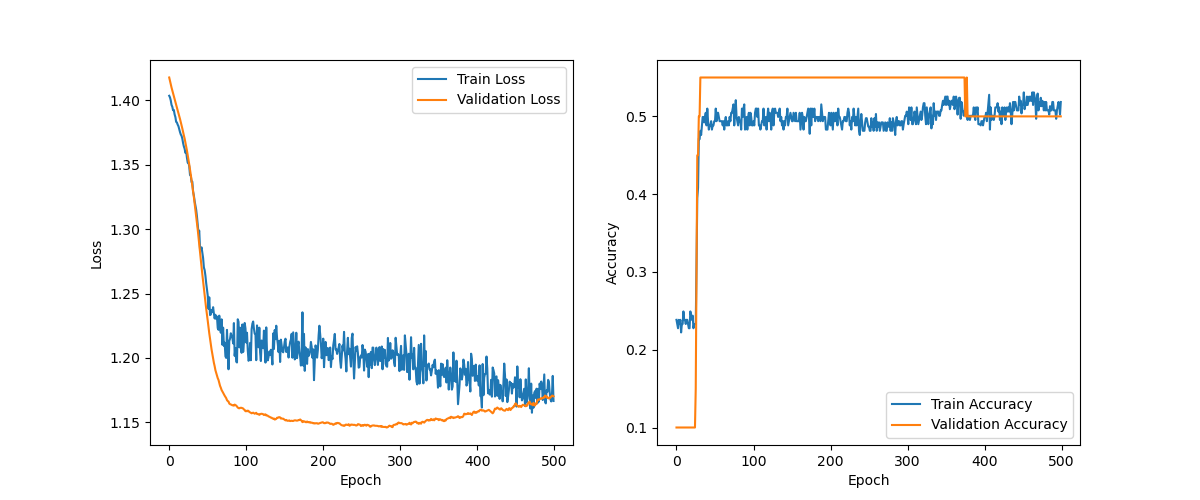 Train Loss
Validation Loss
1.40
1.35
1.30
1.25
1.20
1.15
Loss
0
100
200
300
400
500
Epoch
0.5
0.4
0.3
0.2
0.1
Accuracy
Train Accuracy
Validation Accuracy
0
100
200
300
400
500
Epoch